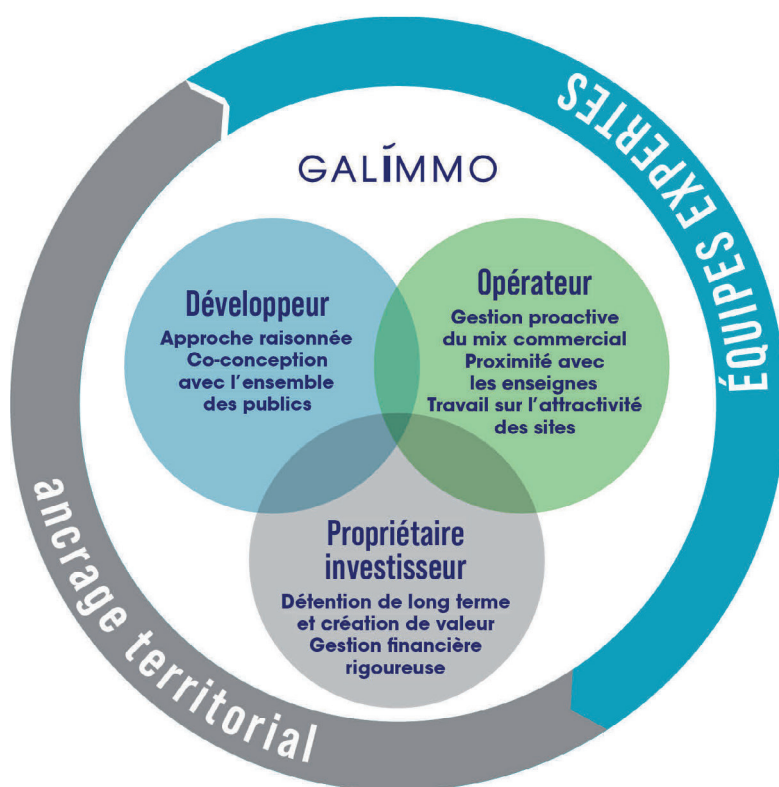 GALÍMMO
Développeur
Approche raisonnée
Co-conception
avec l’ensemble
des publics
Opérateur
Gestion proactive
du mix commercial
Proximité avec
les enseignes
Travail sur l’attractivité
des sites
Propriétaire
investisseur
Détention de long terme
et création de valeur
Gestion financière
rigoureuse
ÉQUIPES EXPERTES
ancrage territorial